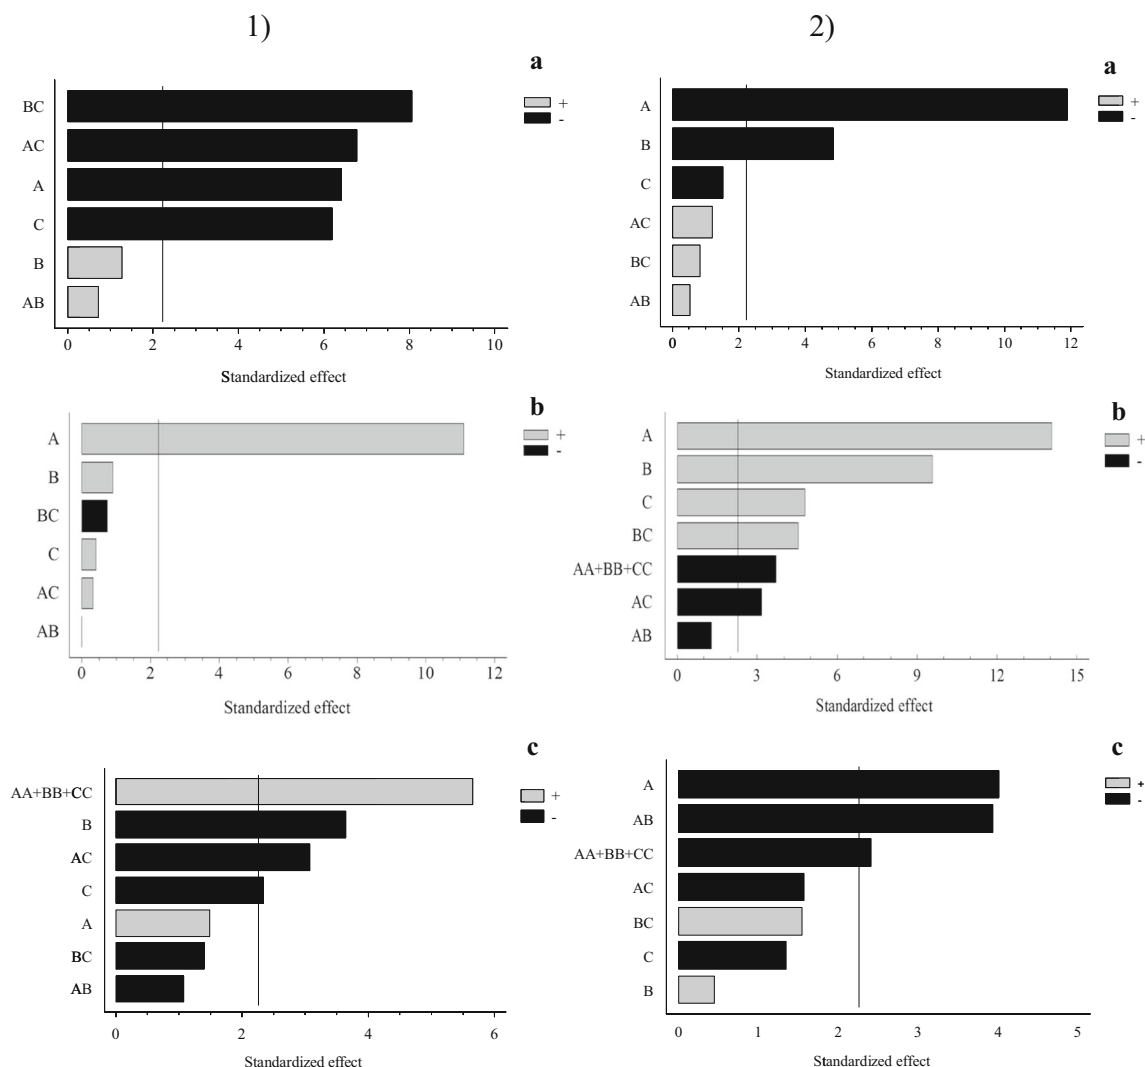 1)
2)
a
+
-
BC
AC
A
C
B
AB
0 2 4 6 8 10
Standardized effect
a
+
-
A
B
C
AC
BC
AB
0 2 4 6 8 10 12
Standardized effect
b
+
-
A
B
BC
C
AC
AB
0 2 4 6 8 10 12
Standardized effect
b
+
-
A
B
C
BC
AA+BB+CC
AC
AB
0 3 6 9 12 15
Standardized effect
c
+
-
AA+BB+CC
B
AC
C
A
BC
AB
0 2 4 6
Standardized effect
c
+
-
A
AB
AA+BB+CC
AC
BC
C
B
0 1 2 3 4 5
Standardized effect